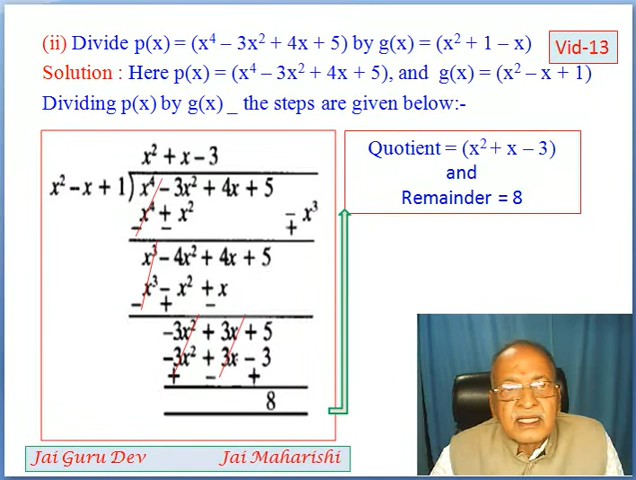 (ii) Divide p(x) = (x⁴ – 3x² + 4x + 5) by g(x) = (x² + 1 – x)
Vid-13
Solution : Here p(x) = (x⁴ – 3x² + 4x + 5), and g(x) = (x² – x + 1)
Dividing p(x) by g(x) _ the steps are given below:-
x² + x – 3
x² – x + 1) x⁴ – 3x² + 4x + 5
x⁴ + x² – x³
– – +
x³ – 4x² + 4x + 5
x³ – x² + x
– + –
–3x² + 3x + 5
–3x² + 3x – 3
+ – +
8
Quotient = (x² + x – 3)
and
Remainder = 8
Jai Guru Dev Jai Maharishi